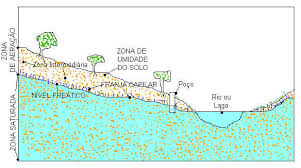 ZONA DE AERAÇÃO
ZONA SATURADA
ZONA DE
UMIDADE
DO SOLO
Zona Intermediária
FRANJA CAPILAR
NÍVEL FREÁTICO
Poço
Rio ou
Lago